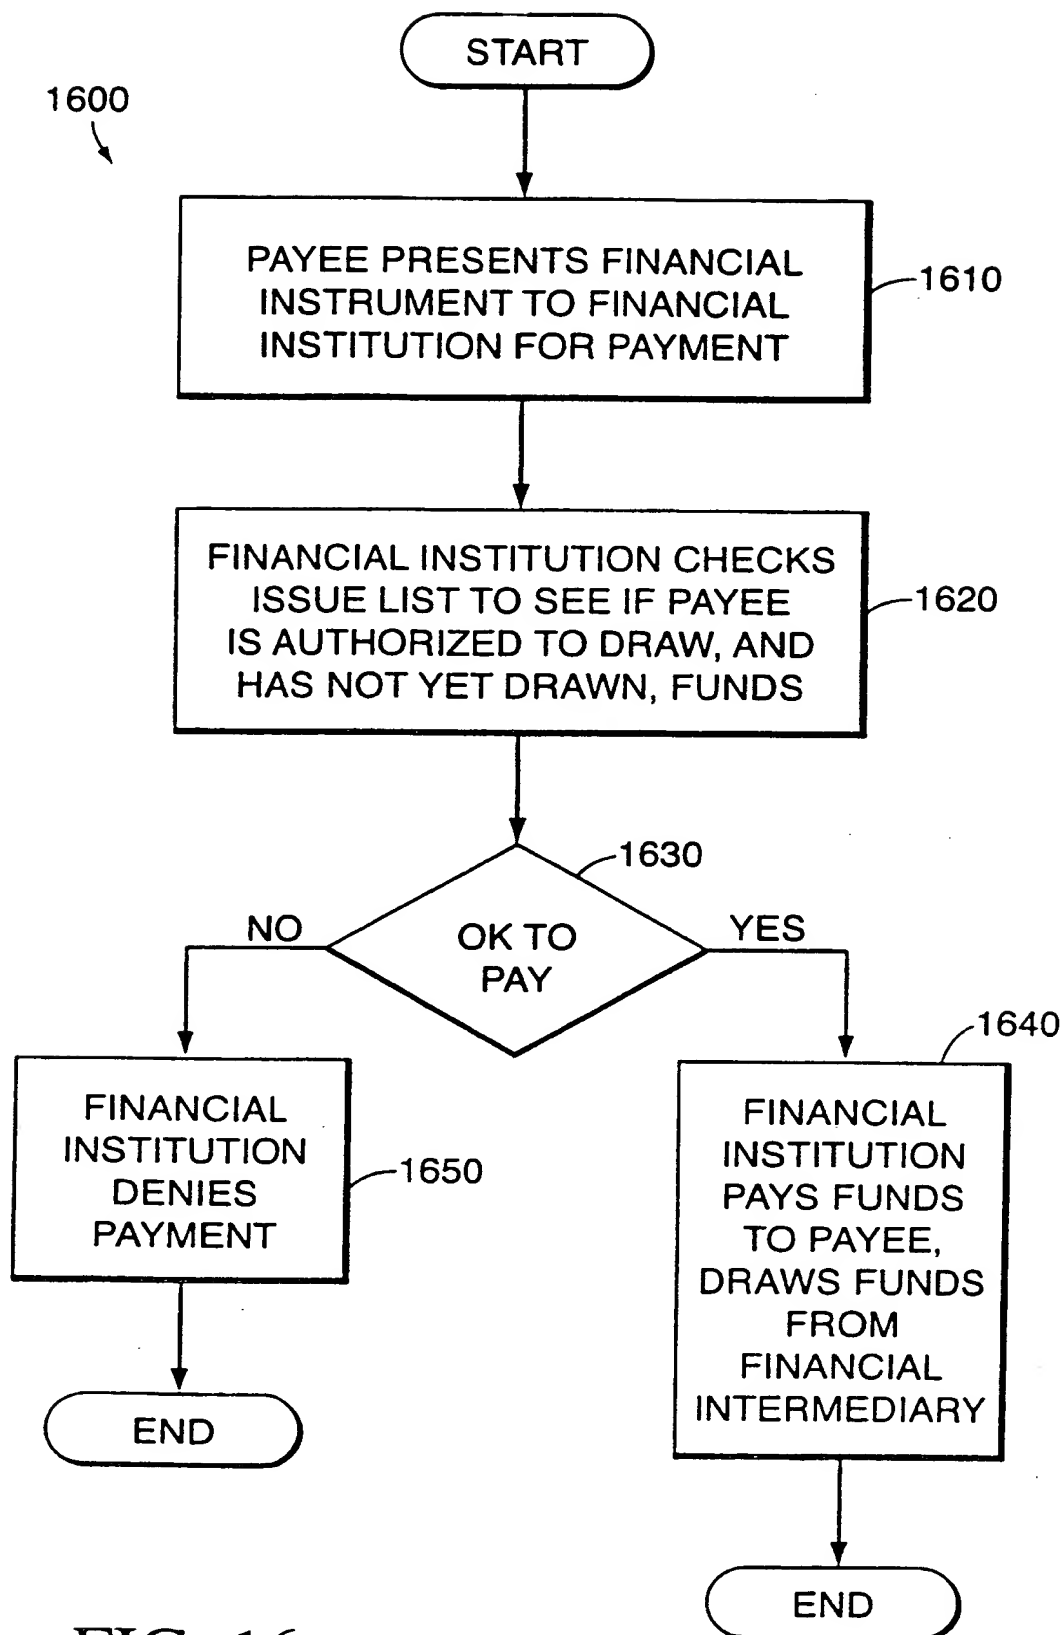 START
1600
PAYEE PRESENTS FINANCIAL
INSTRUMENT TO FINANCIAL
INSTITUTION FOR PAYMENT
1610
FINANCIAL INSTITUTION CHECKS
ISSUE LIST TO SEE IF PAYEE
IS AUTHORIZED TO DRAW, AND
HAS NOT YET DRAWN, FUNDS
1620
1630
OK TO
PAY
NO
YES
1640
FINANCIAL
INSTITUTION
DENIES
PAYMENT
1650
FINANCIAL
INSTITUTION
PAYS FUNDS
TO PAYEE,
DRAWS FUNDS
FROM
FINANCIAL
INTERMEDIARY
END
END
FIG. 16